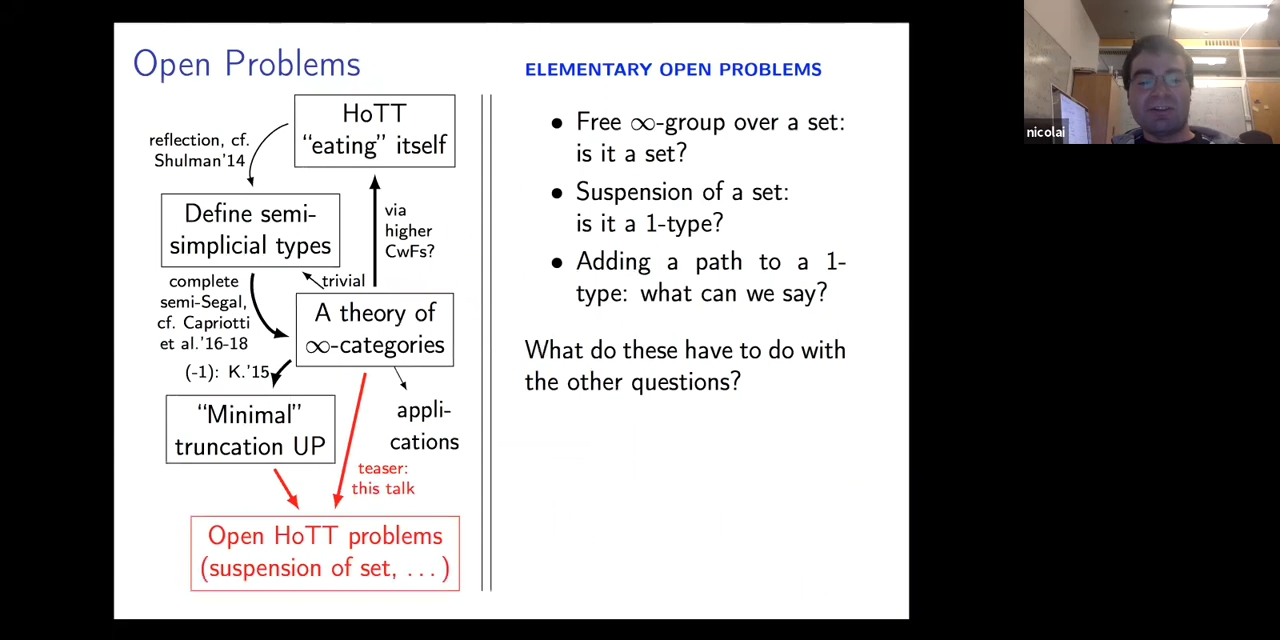 Open Problems
HoTT
"eating" itself
reflection, cf.
Shulman'14
Define semi-
simplicial types
via
higher
CwFs?
trivial
complete
semi-Segal,
cf. Capriotti
et al.'16-18
A theory of
∞-categories
(-1): K.'15
"Minimal"
truncation UP
appli-
cations
teaser:
this talk
Open HoTT problems
(suspension of set, ...)
ELEMENTARY OPEN PROBLEMS
• Free ∞-group over a set:
is it a set?
• Suspension of a set:
is it a 1-type?
• Adding a path to a 1-
type: what can we say?
What do these have to do with
the other questions?
nicolai